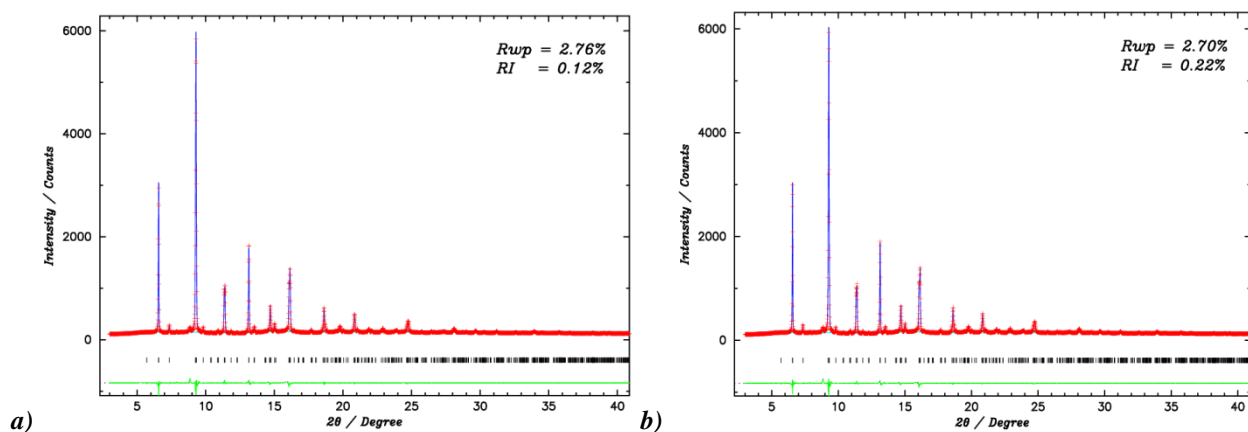 6000
4000
2000
0
Intensity / Counts
Rwp = 2.76%
RI = 0.12%
5 10 15 20 25 30 35 40
2θ / Degree
a)
6000
4000
2000
0
Intensity / Counts
Rwp = 2.70%
RI = 0.22%
5 10 15 20 25 30 35 40
2θ / Degree
b)